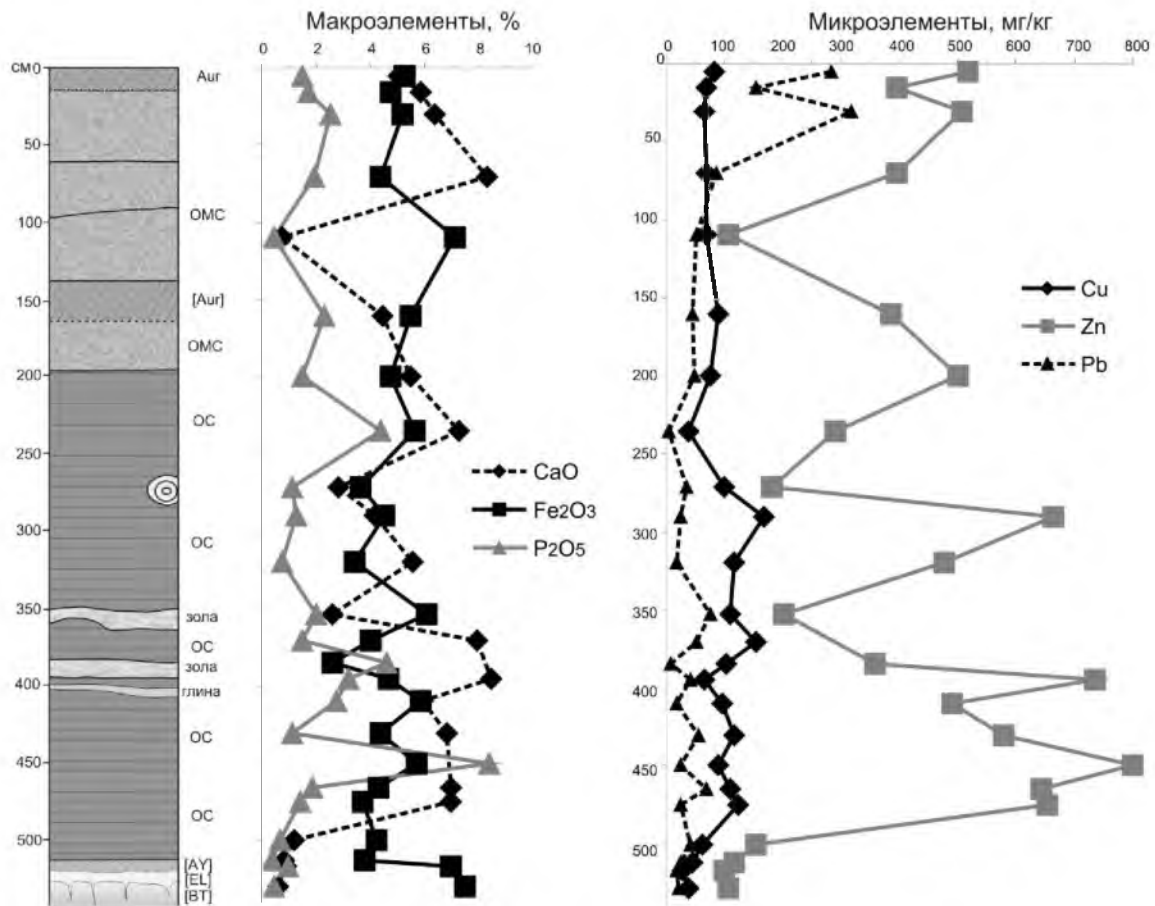 Макроэлементы, %
0 2 4 6 8 10
см0
50
100
150
200
250
300
350
400
450
500
Aur
ОМС
[Aur]
ОМС
ОС
ОС
зола
ОС
зола
глина
ОС
ОС
[AY]
[EL]
[BT]
CaO
Fe2O3
P2O5
Микроэлементы, мг/кг
0 100 200 300 400 500 600 700 800
0
50
100
150
200
250
300
350
400
450
500
Cu
Zn
Pb